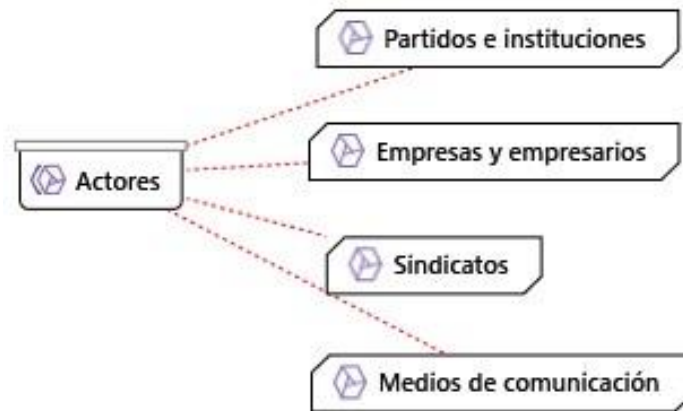 Partidos e instituciones
Empresas y empresarios
Actores
Sindicatos
Medios de comunicación